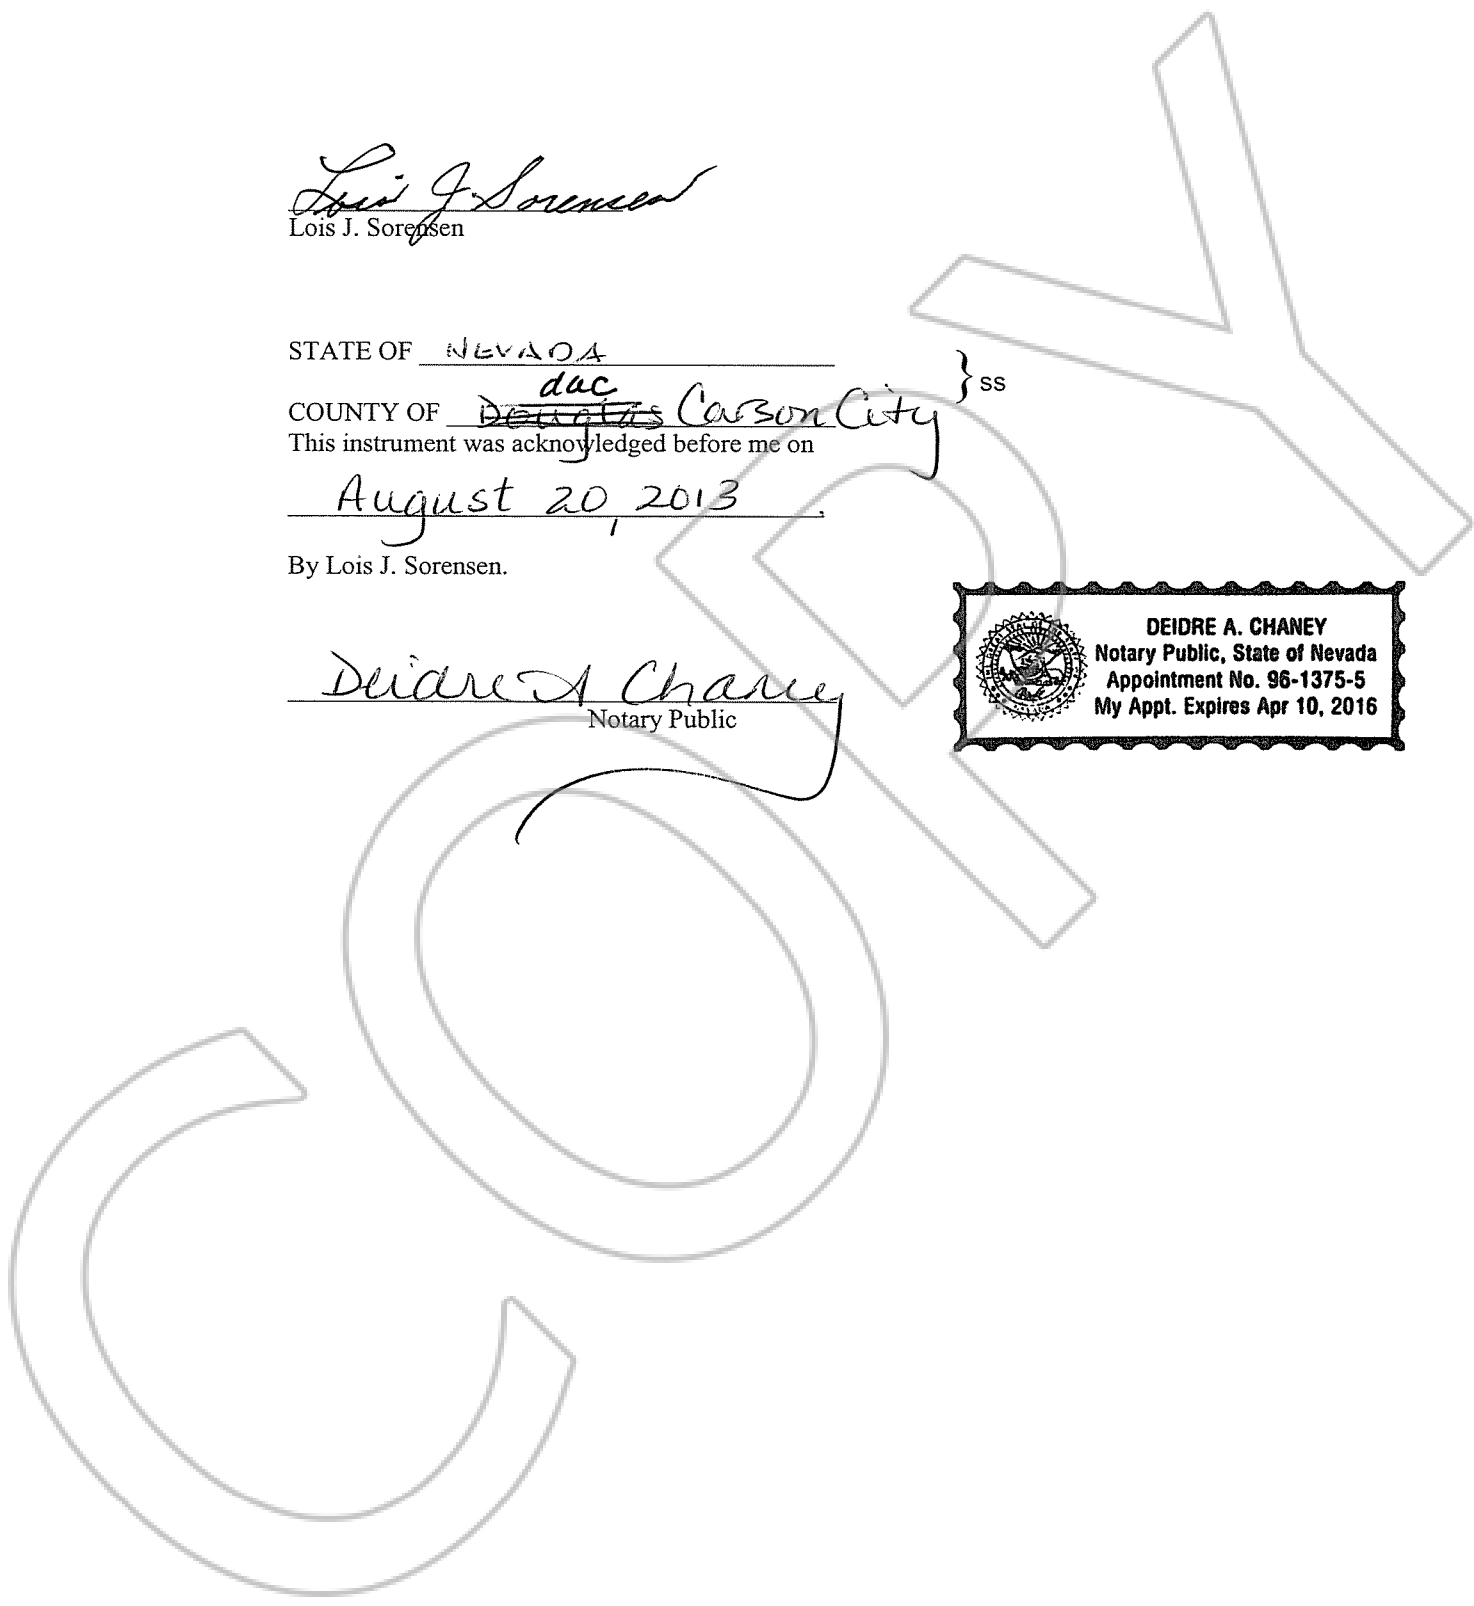 Lois J. Sorensen
Lois J. Sorensen
STATE OF NEVADA
} ss
dac
COUNTY OF Douglas Carson City
This instrument was acknowledged before me on
August 20, 2013.
By Lois J. Sorensen.
Deidre A Chaney
Notary Public
DEIDRE A. CHANEY
Notary Public, State of Nevada
Appointment No. 96-1375-5
My Appt. Expires Apr 10, 2016
COPY